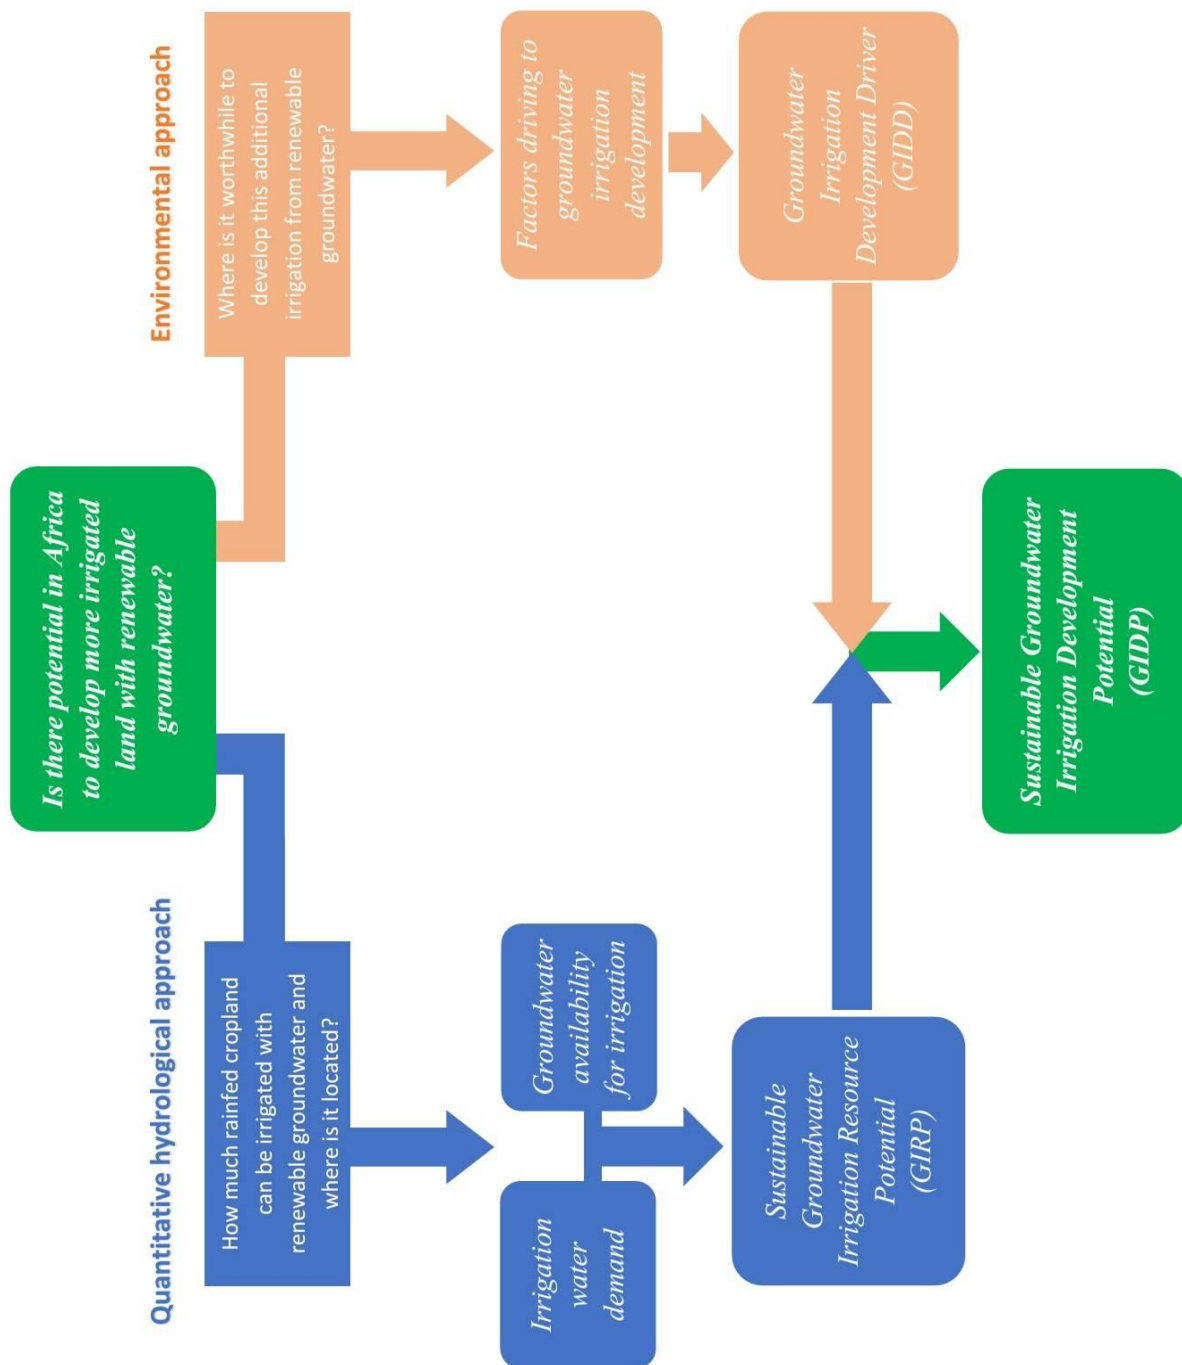 Is there potential in Africa
to develop more irrigated
land with renewable
groundwater?
Quantitative hydrological approach
Environmental approach
How much rainfed cropland
can be irrigated with
renewable groundwater and
where is it located?
Where is it worthwhile to
develop this additional
irrigation from renewable
groundwater?
Irrigation
water
demand
Groundwater
availability
for irrigation
Factors driving to
groundwater
irrigation
development
Sustainable
Groundwater
Irrigation Resource
Potential
(GIRP)
Groundwater
Irrigation
Development Driver
(GIDD)
Sustainable Groundwater
Irrigation Development
Potential
(GIDP)